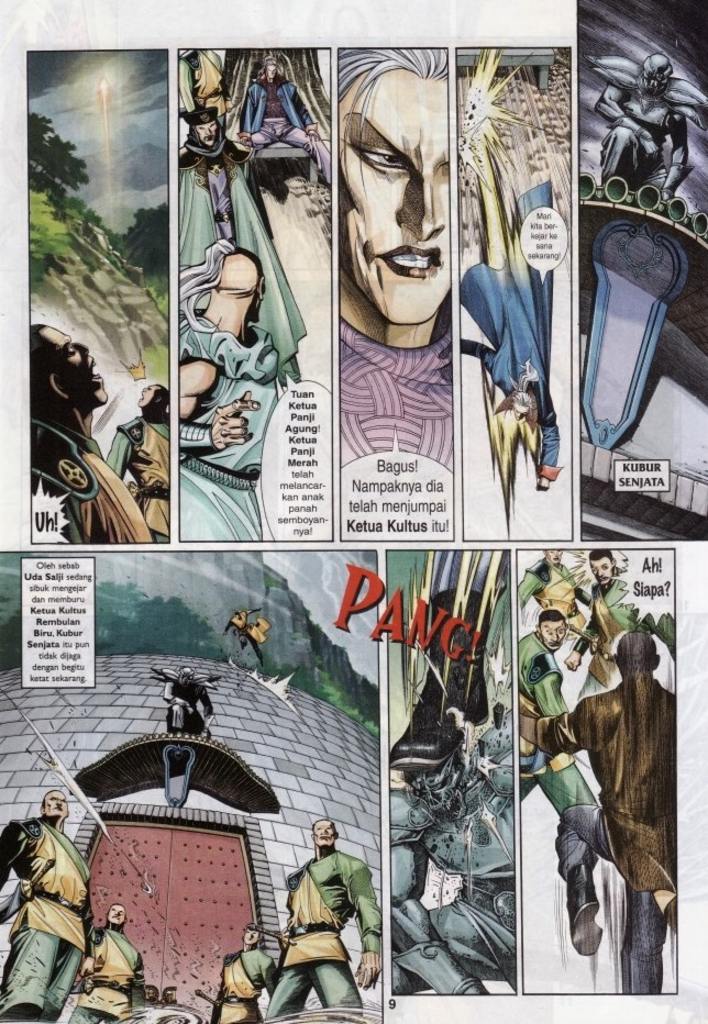 Uh!
Tuan
Ketua
Panji
Agung!
Ketua
Panji
Merah
telah
melancar-
kan anak
panah
semboyan-
nya!
Bagus!
Nampaknya dia
telah menjumpai
Ketua Kultus itu!
Mari
kita ber-
kejar ke
sana
sekarang!
KUBUR
SENJATA
Oleh sebab
Uda Salji sedang
sibuk mengejar
dan memburu
Ketua Kultus
Rembulan
Biru, Kubur
Senjata itu pun
tidak dijaga
dengan begitu
ketat sekarang.
PANG!
Ah!
Siapa?
9